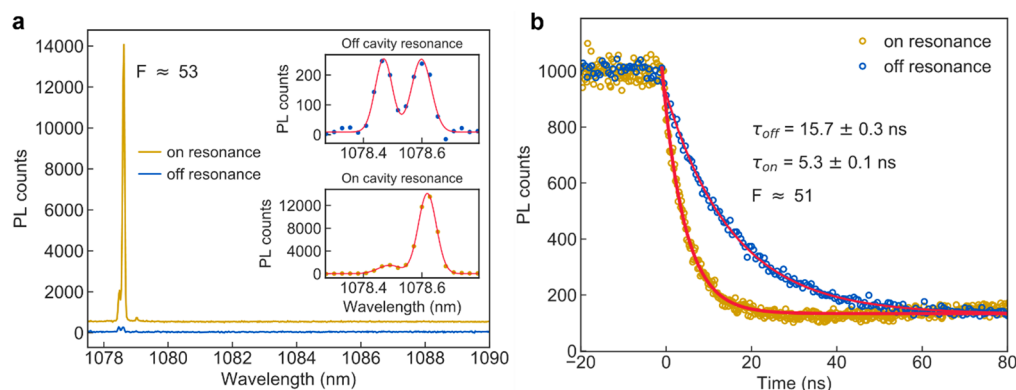 a
14000
12000
10000
8000
6000
4000
2000
0
PL counts
1078
1080
1082
1084
1086
1088
1090
Wavelength (nm)
F ≈ 53
on resonance
off resonance
Off cavity resonance
200
100
0
PL counts
1078.4
1078.6
On cavity resonance
12000
8000
4000
0
PL counts
1078.4
1078.6
Wavelength (nm)
b
1000
800
600
400
200
0
PL counts
−20
0
20
40
60
80
Time (ns)
on resonance
off resonance
τoff = 15.7 ± 0.3 ns
τon = 5.3 ± 0.1 ns
F ≈ 51